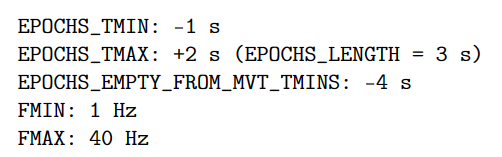 EPOCHS_TMIN: -1 s
EPOCHS_TMAX: +2 s (EPOCHS_LENGTH = 3 s)
EPOCHS_EMPTY_FROM_MVT_TMINS: -4 s
FMIN: 1 Hz
FMAX: 40 Hz